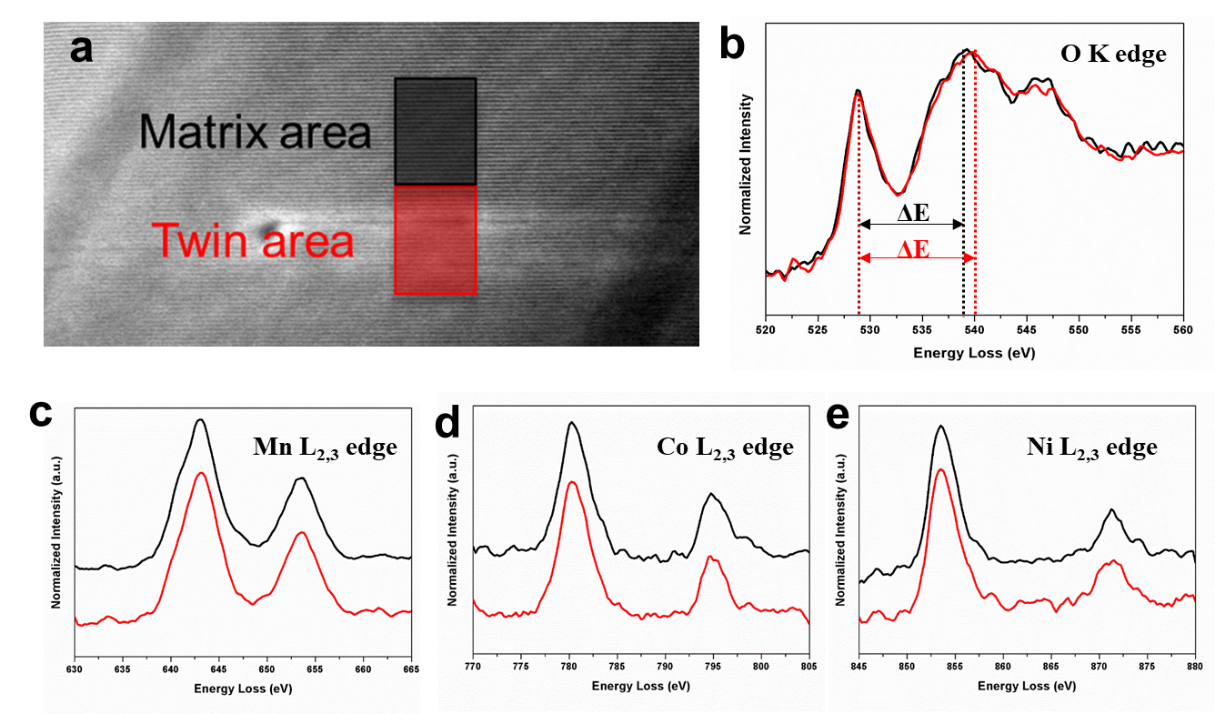 a
Matrix area
Twin area
b
O K edge
ΔE
ΔE
Normalized Intensity
520 525 530 535 540 545 550 555 560
Energy Loss (eV)
c
Mn L2,3 edge
Normalized Intensity (a.u.)
630 635 640 645 650 655 660 665
Energy Loss (eV)
d
Co L2,3 edge
Normalized Intensity (a.u.)
770 775 780 785 790 795 800 805
Energy Loss (eV)
e
Ni L2,3 edge
Normalized Intensity (a.u.)
845 850 855 860 865 870 875 880
Energy Loss (eV)